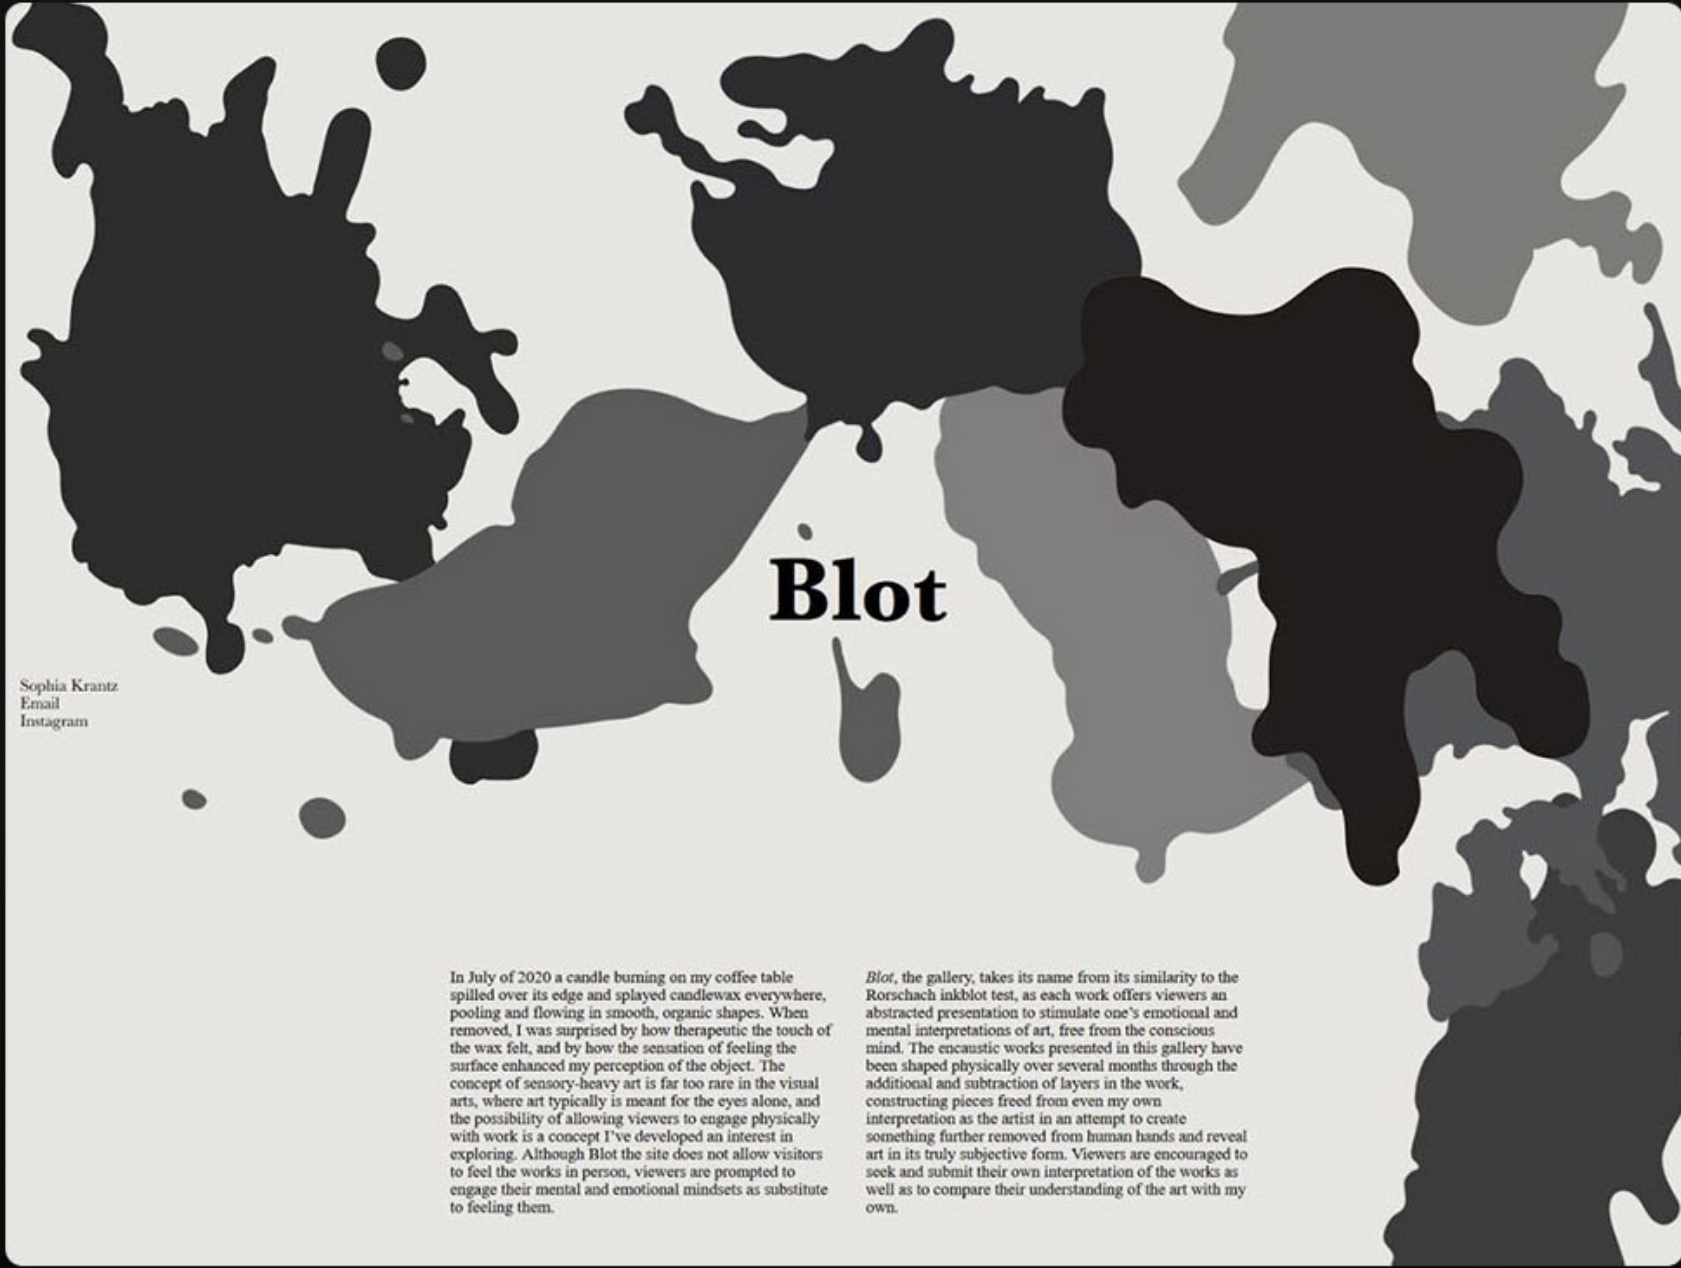 Blot
Sophia Krantz
Email
Instagram
In July of 2020 a candle burning on my coffee table
spilled over its edge and splayed candlewax everywhere,
pooling and flowing in smooth, organic shapes. When
removed, I was surprised by how therapeutic the touch of
the wax felt, and by how the sensation of feeling the
surface enhanced my perception of the object. The
concept of sensory-heavy art is far too rare in the visual
arts, where art typically is meant for the eyes alone, and
the possibility of allowing viewers to engage physically
with work is a concept I've developed an interest in
exploring. Although Blot the site does not allow visitors
to feel the works in person, viewers are prompted to
engage their mental and emotional mindsets as substitute
to feeling them.
Blot, the gallery, takes its name from its similarity to the
Rorschach inkblot test, as each work offers viewers an
abstracted presentation to stimulate one's emotional and
mental interpretations of art, free from the conscious
mind. The encaustic works presented in this gallery have
been shaped physically over several months through the
additional and subtraction of layers in the work,
constructing pieces freed from even my own
interpretation as the artist in an attempt to create
something further removed from human hands and reveal
art in its truly subjective form. Viewers are encouraged to
seek and submit their own interpretation of the works as
well as to compare their understanding of the art with my
own.